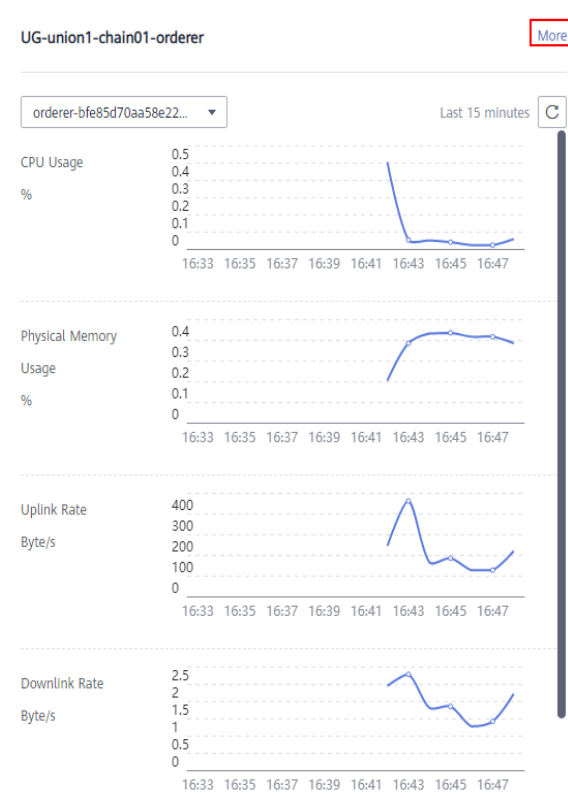 UG-union1-chain01-orderer
More
orderer-bfe85d70aa58e22...
Last 15 minutes
CPU Usage
%
0.5
0.4
0.3
0.2
0.1
0
16:33 16:35 16:37 16:39 16:41 16:43 16:45 16:47
Physical Memory
Usage
%
0.4
0.3
0.2
0.1
0
16:33 16:35 16:37 16:39 16:41 16:43 16:45 16:47
Uplink Rate
Byte/s
400
300
200
100
0
16:33 16:35 16:37 16:39 16:41 16:43 16:45 16:47
Downlink Rate
Byte/s
2.5
2
1.5
1
0.5
0
16:33 16:35 16:37 16:39 16:41 16:43 16:45 16:47